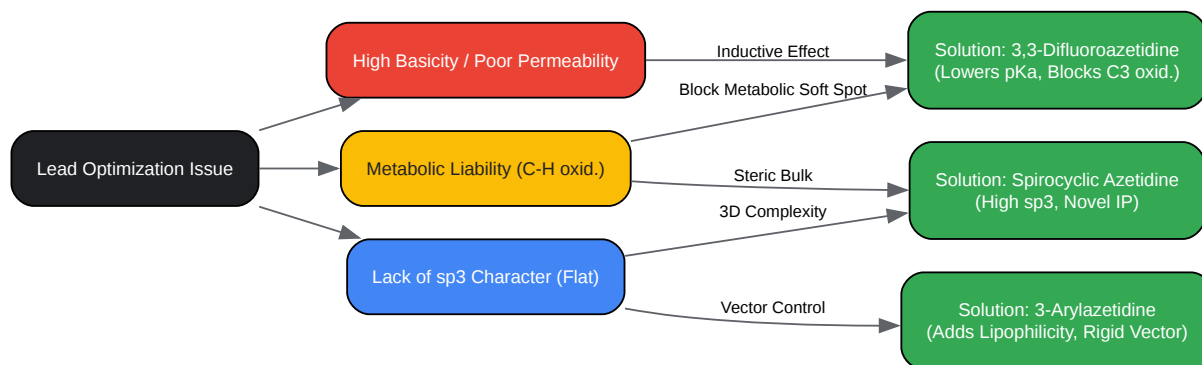 Lead Optimization Issue
High Basicity / Poor Permeability
Metabolic Liability (C-H oxid.)
Lack of sp3 Character (Flat)
Inductive Effect
Block Metabolic Soft Spot
Steric Bulk
3D Complexity
Vector Control
Solution: 3,3-Difluoroazetidine
(Lowers pKa, Blocks C3 oxid.)
Solution: Spirocyclic Azetidine
(High sp3, Novel IP)
Solution: 3-Arylazetidine
(Adds Lipophilicity, Rigid Vector)